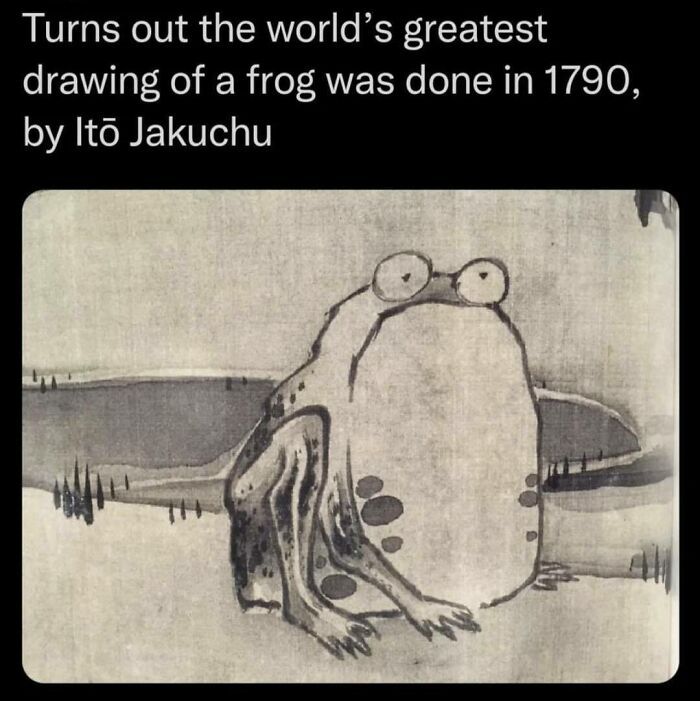 Turns out the world’s greatest
drawing of a frog was done in 1790,
by Itō Jakuchu